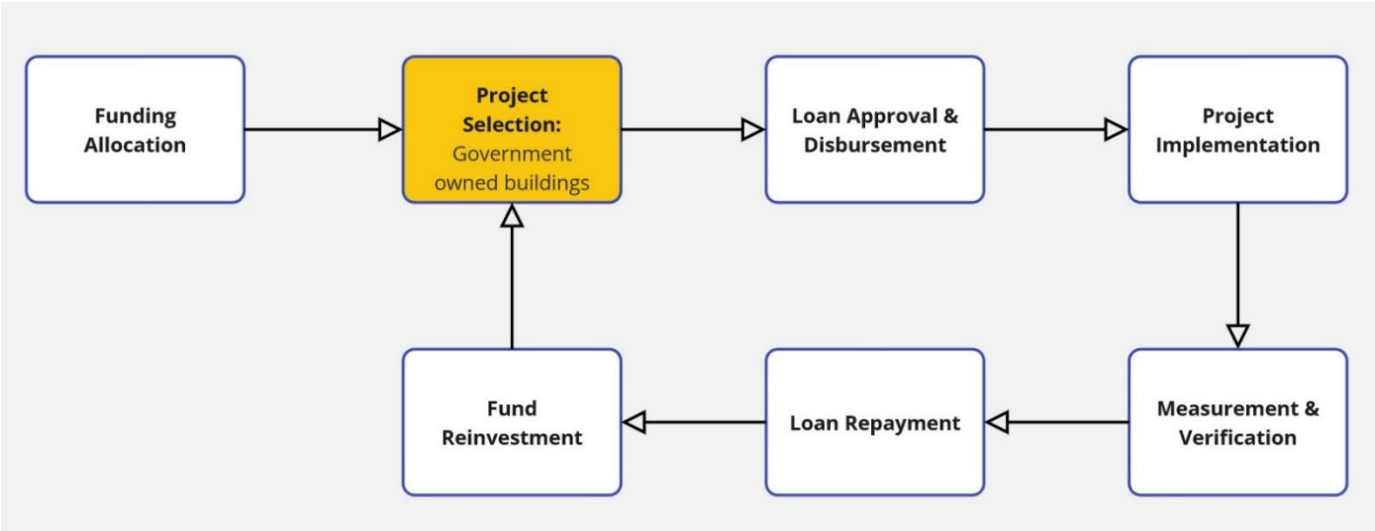 Funding
Allocation
Project
Selection:
Government
owned buildings
Loan Approval &
Disbursement
Project
Implementation
Fund
Reinvestment
Loan Repayment
Measurement &
Verification